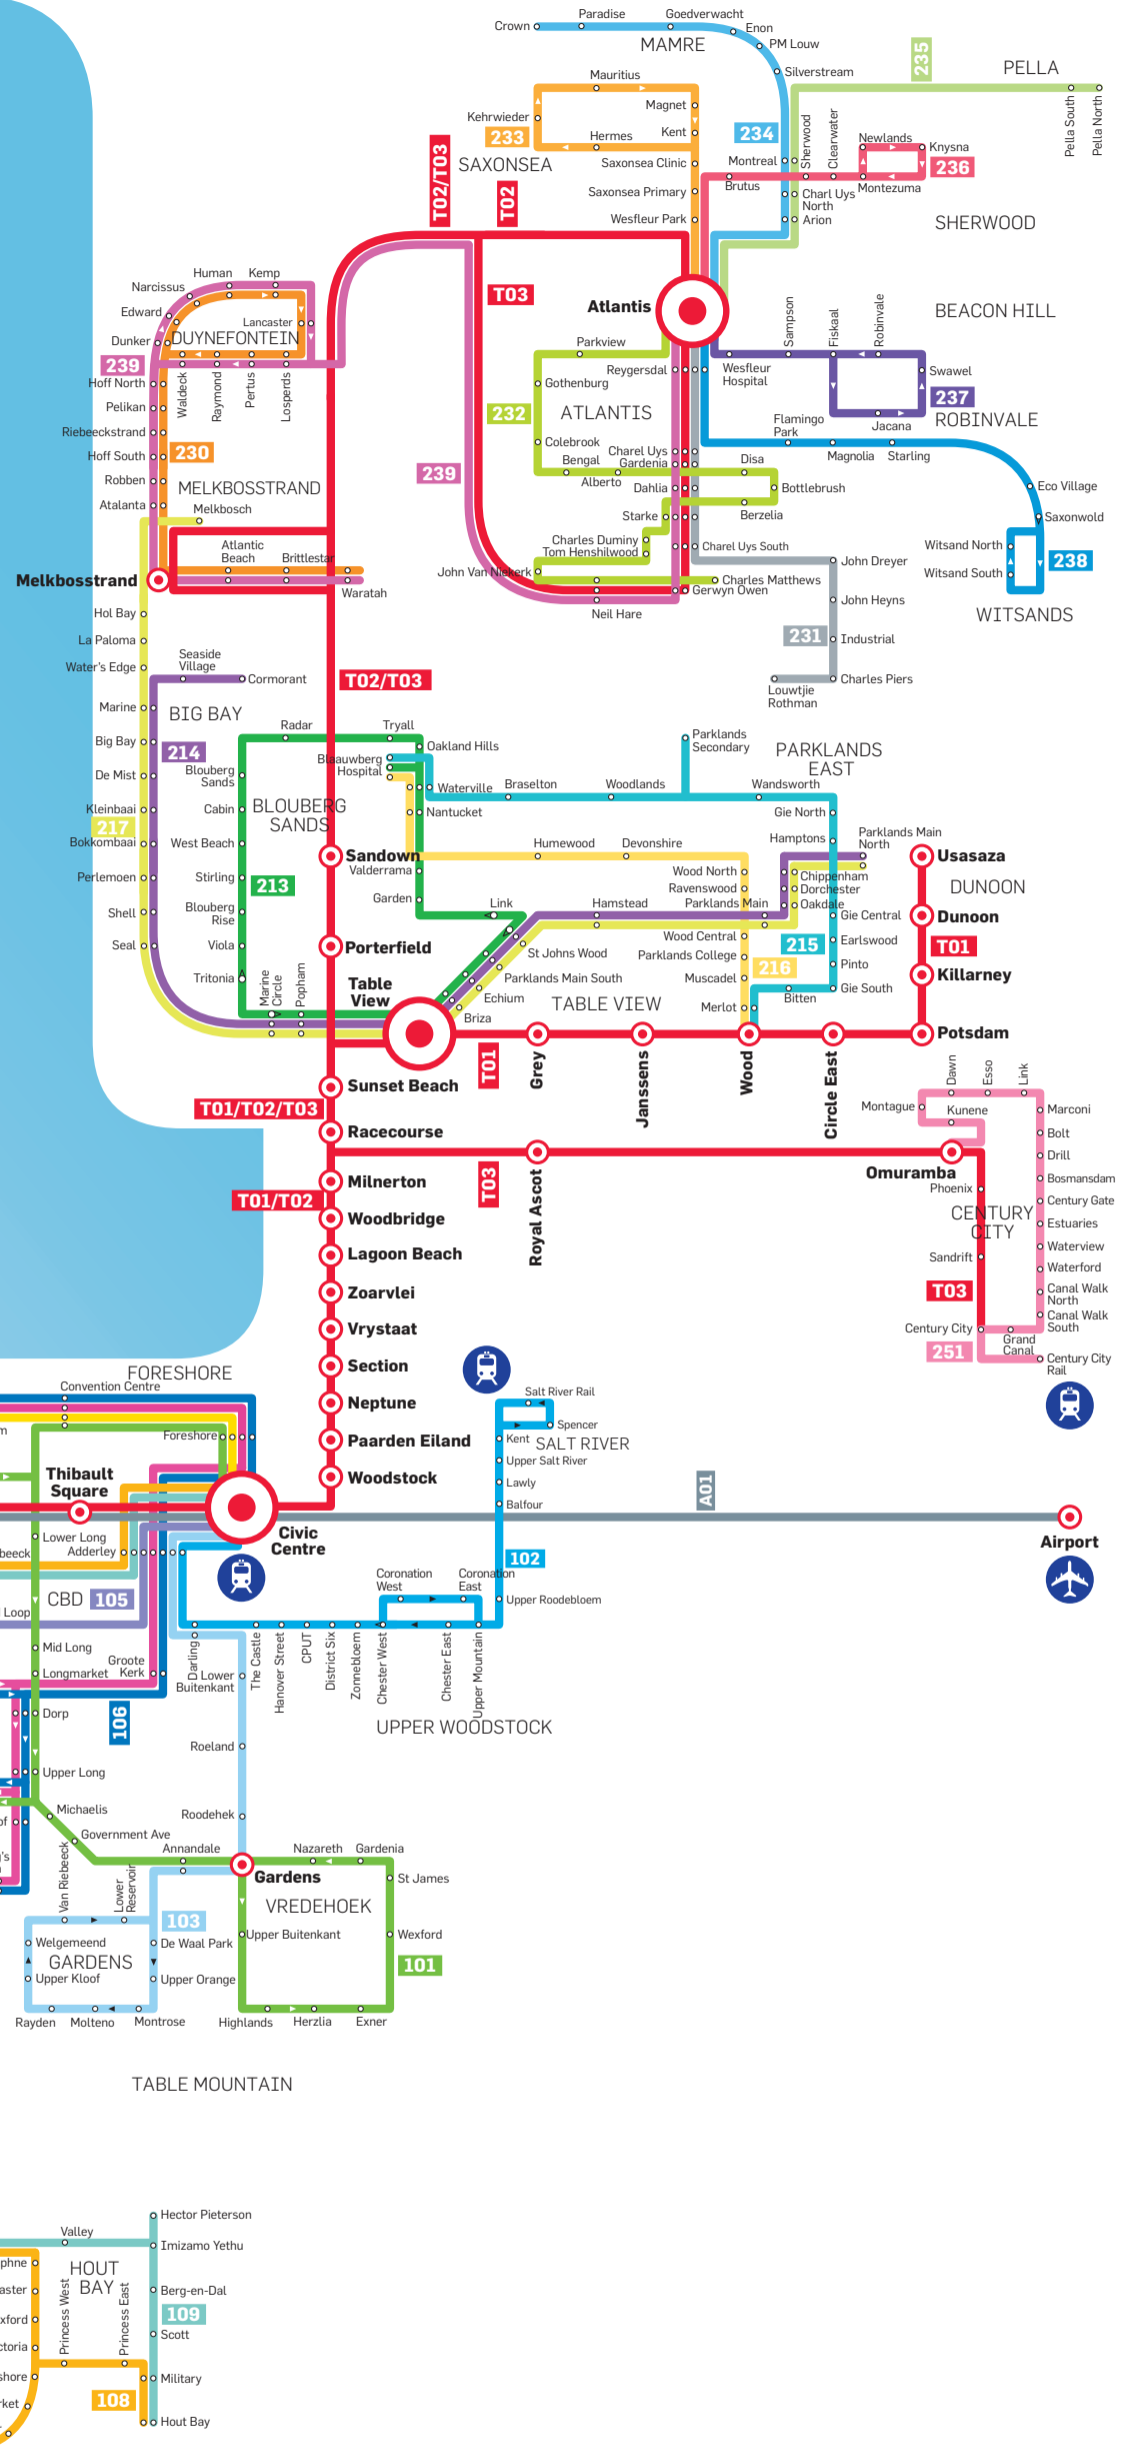 Crown
Paradise
Goedverwacht
Enon
PM Louw
Silverstream
MAMRE
235
PELLA
Pella South
Pella North
Mauritius
Magnet
Kehrwieder
233
Hermes
Kent
234
Sherwood
Clearwater
Newlands
Knysna
236
SAXONSEA
Saxonsea Clinic
Montreal
T02/T03
T02
Saxonsea Primary
Brutus
Montezuma
Charl Uys
North
Wesfleur Park
Arion
SHERWOOD
Human
Kemp
Narcissus
Edward
Lancaster
T03
Atlantis
Sampson
Fiskaal
Robinvale
BEACON HILL
Dunker
DUYNEFONTEIN
239
Parkview
Reygersdal
Wesfleur
Hospital
Swavel
Hoff North
Waldeck
Raymond
Pertus
Losperds
Gothenburg
237
Pelikan
232
ATLANTIS
Jacana
ROBINVALE
Flamingo
Park
Riebeeckstrand
Hoff South
230
Colebrook
Charel Uys
Gardenia
Magnolia
Starling
Robben
239
Bengal
Alberto
Disa
MELKBOSSTRAND
Dahlia
Bottlebrush
Eco Village
Atalanta
Melkbosch
Starke
Berzelia
Saxonwold
Atlantic
Beach
Brittlestar
Charles Duminy
Tom Henshilwood
Charel Uys South
Witsand North
John Dreyer
238
Melkbosstrand
Waratah
John Van Niekerk
Charles Matthews
Witsand South
Gerwyn Owen
Hol Bay
Neil Hare
John Heyns
WITSANDS
La Paloma
231
Industrial
Water's Edge
Seaside
Village
Cormorant
T02/T03
Charles Piers
Louwtjie
Rothman
Marine
BIG BAY
Radar
Tryall
Parklands
Secondary
Big Bay
214
Oakland Hills
PARKLANDS
EAST
Blaauwberg
Hospital
De Mist
Blouberg
Sands
Waterville
Braselton
Woodlands
Wandsworth
Kleinbaai
Cabin
BLOUBERG
SANDS
Nantucket
Gie North
217
Bokkombaai
West Beach
Sandown
Humewood
Devonshire
Hamptons
Parklands Main
North
Usasaza
Perlemoen
Stirling
213
Valderrama
Wood North
Ravenswood
Chippenham
Dorchester
Oakdale
DUNOON
Shell
Blouberg
Rise
Garden
Link
Hamstead
Parklands Main
Gie Central
Dunoon
Seal
Viola
Porterfield
St Johns Wood
Wood Central
Parklands College
215
216
Earlswood
Pinto
T01
Tritonia
Marine
Circle
Popham
Table
View
Parklands Main South
Muscadel
Gie South
Killarney
Echium
TABLE VIEW
Bitten
Merlot
Briza
Potsdam
T01
Grey
Janssens
Wood
Circle East
Sunset Beach
Dawn
Esso
Link
T01/T02/T03
Montague
Kunene
Marconi
Racecourse
Bolt
Drill
T03
Royal Ascot
Omuramba
Bosmansdam
Milnerton
Phoenix
T01/T02
Century Gate
Woodbridge
CENTURY
CITY
Estuaries
Lagoon Beach
Sandrift
Waterview
Waterford
Zoarvlei
T03
Canal Walk
North
Vrystaat
Century City
Canal Walk
South
Grand
Canal
251
Section
Century City
Rail
FORESHORE
Convention Centre
Salt River Rail
Neptune
Spencer
Foreshore
Paarden Eiland
Kent
SALT RIVER
m
Thibault
Square
Woodstock
Upper Salt River
Lawly
Balfour
A01
Lower Long
Civic
Centre
Airport
beeck
Adderley
102
CBD
105
Coronation
West
Coronation
East
Upper Roodebloem
Loop
Mid Long
Groote
Kerk
Darling
The Castle
Hanover Street
CPUT
District Six
Zonnebloem
Chester West
Chester East
Upper Mountain
Longmarket
Lower
Buitenkant
Dorp
106
UPPER WOODSTOCK
Roeland
Upper Long
Michaelis
Roodehek
of
Government Ave
's
Annandale
Nazareth
Gardenia
Van Riebeeck
Lower
Reservoir
Gardens
St James
VREDEHOEK
103
Welgemeend
De Waal Park
Upper Buitenkant
Wexford
GARDENS
101
Upper Kloof
Upper Orange
Rayden
Molteno
Montrose
Highlands
Herzlia
Exner
TABLE MOUNTAIN
Hector Pieterson
Valley
Imizamo Yethu
phne
HOUT
BAY
aster
Princess West
Princess East
Berg-en-Dal
xford
109
Scott
ctoria
shore
Military
rket
108
Hout Bay